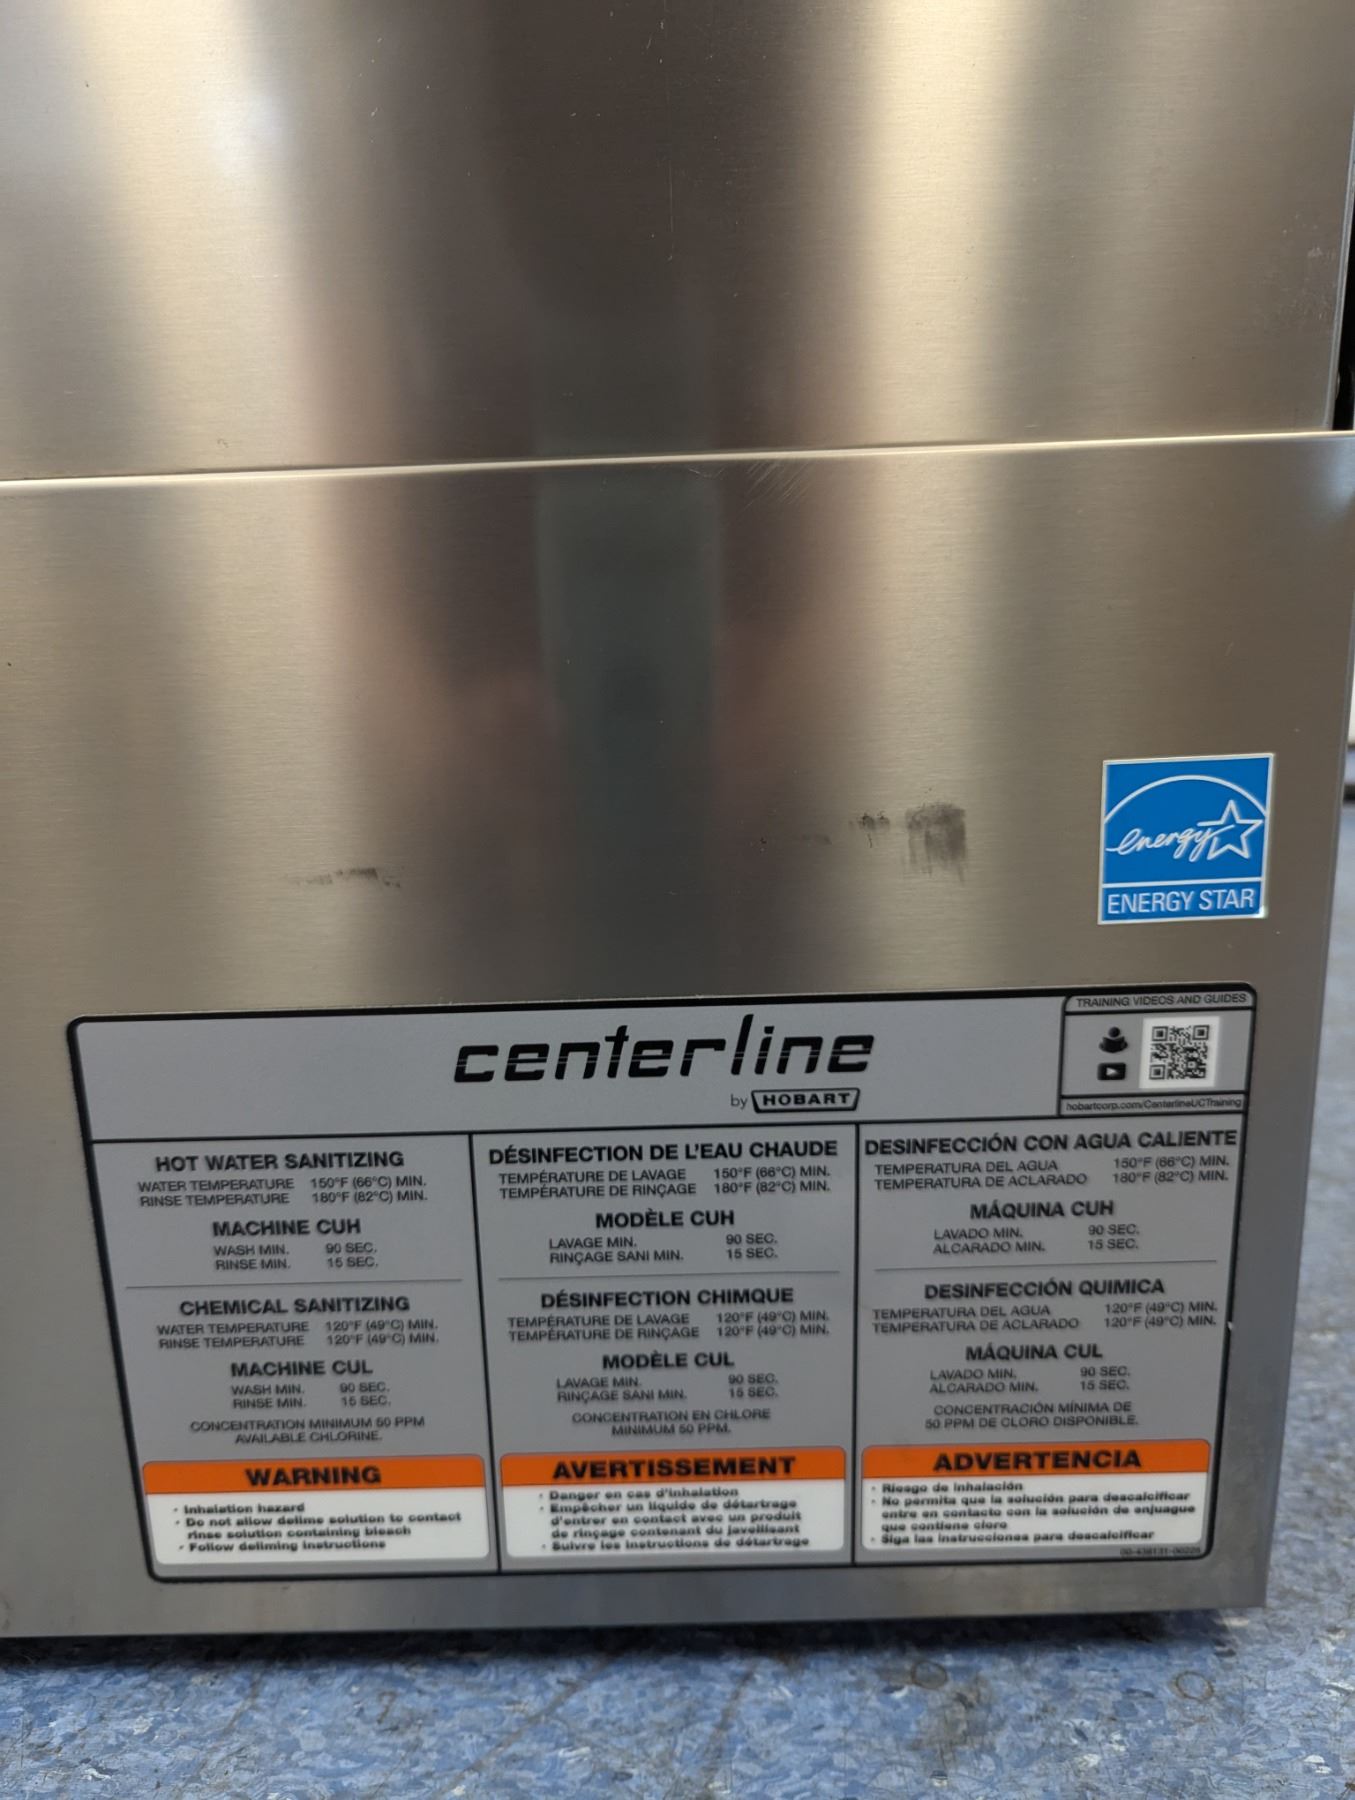 energy
ENERGY STAR
TRAINING VIDEOS AND GUIDES
centerline
by HOBART
hobartcorp.com/CenterlineUCTraining
HOT WATER SANITIZING
WATER TEMPERATURE 150°F (66°C) MIN.
RINSE TEMPERATURE 180°F (82°C) MIN.
MACHINE CUH
WASH MIN. 90 SEC.
RINSE MIN. 15 SEC.
CHEMICAL SANITIZING
WATER TEMPERATURE 120°F (49°C) MIN.
RINSE TEMPERATURE 120°F (49°C) MIN.
MACHINE CUL
WASH MIN. 90 SEC.
RINSE MIN. 15 SEC.
CONCENTRATION MINIMUM 50 PPM
AVAILABLE CHLORINE.
WARNING
• Inhalation hazard
• Do not allow delime solution to contact
rinse solution containing bleach
• Follow deliming instructions
DÉSINFECTION DE L'EAU CHAUDE
TEMPÉRATURE DE LAVAGE 150°F (66°C) MIN.
TEMPÉRATURE DE RINÇAGE 180°F (82°C) MIN.
MODÈLE CUH
LAVAGE MIN. 90 SEC.
RINÇAGE SANI MIN. 15 SEC.
DÉSINFECTION CHIMQUE
TEMPÉRATURE DE LAVAGE 120°F (49°C) MIN.
TEMPÉRATURE DE RINÇAGE 120°F (49°C) MIN.
MODÈLE CUL
LAVAGE MIN. 90 SEC.
RINÇAGE SANI MIN. 15 SEC.
CONCENTRATION EN CHLORE
MINIMUM 50 PPM.
AVERTISSEMENT
• Danger en cas d'inhalation
• Empêcher un liquide de détartrage
d'entrer en contact avec un produit
de rinçage contenant du javellisant
• Suivre les instructions de détartrage
DESINFECCIÓN CON AGUA CALIENTE
TEMPERATURA DEL AGUA 150°F (66°C) MIN.
TEMPERATURA DE ACLARADO 180°F (82°C) MIN.
MÁQUINA CUH
LAVADO MIN. 90 SEC.
ALCARADO MIN. 15 SEC.
DESINFECCIÓN QUIMICA
TEMPERATURA DEL AGUA 120°F (49°C) MIN.
TEMPERATURA DE ACLARADO 120°F (49°C) MIN.
MÁQUINA CUL
LAVADO MIN. 90 SEC.
ALCARADO MIN. 15 SEC.
CONCENTRACIÓN MÍNIMA DE
50 PPM DE CLORO DISPONIBLE.
ADVERTENCIA
• Riesgo de inhalación
• No permita que la solución para descalcificar
entre en contacto con la solución de enjuague
que contiene cloro
• Siga las instrucciones para descalcificar